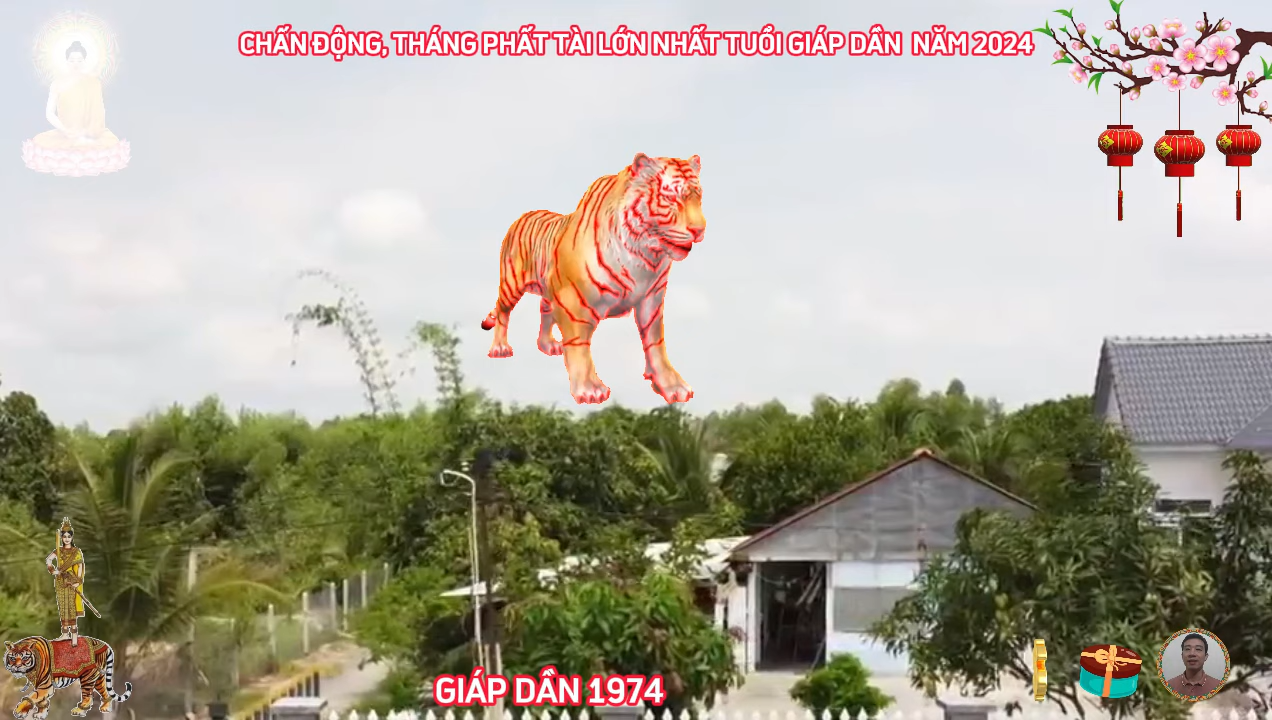 CHẤN ĐỘNG, THÁNG PHÁT TÀI LỚN NHẤT TUỔI GIÁP DẦN NĂM 2024
GIÁP DẦN 1974